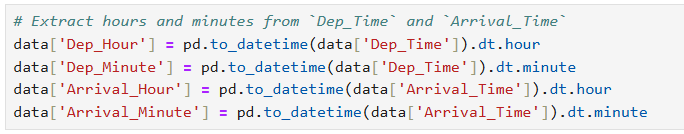 # Extract hours and minutes from `Dep_Time` and `Arrival_Time`
data['Dep_Hour'] = pd.to_datetime(data['Dep_Time']).dt.hour
data['Dep_Minute'] = pd.to_datetime(data['Dep_Time']).dt.minute
data['Arrival_Hour'] = pd.to_datetime(data['Arrival_Time']).dt.hour
data['Arrival_Minute'] = pd.to_datetime(data['Arrival_Time']).dt.minute